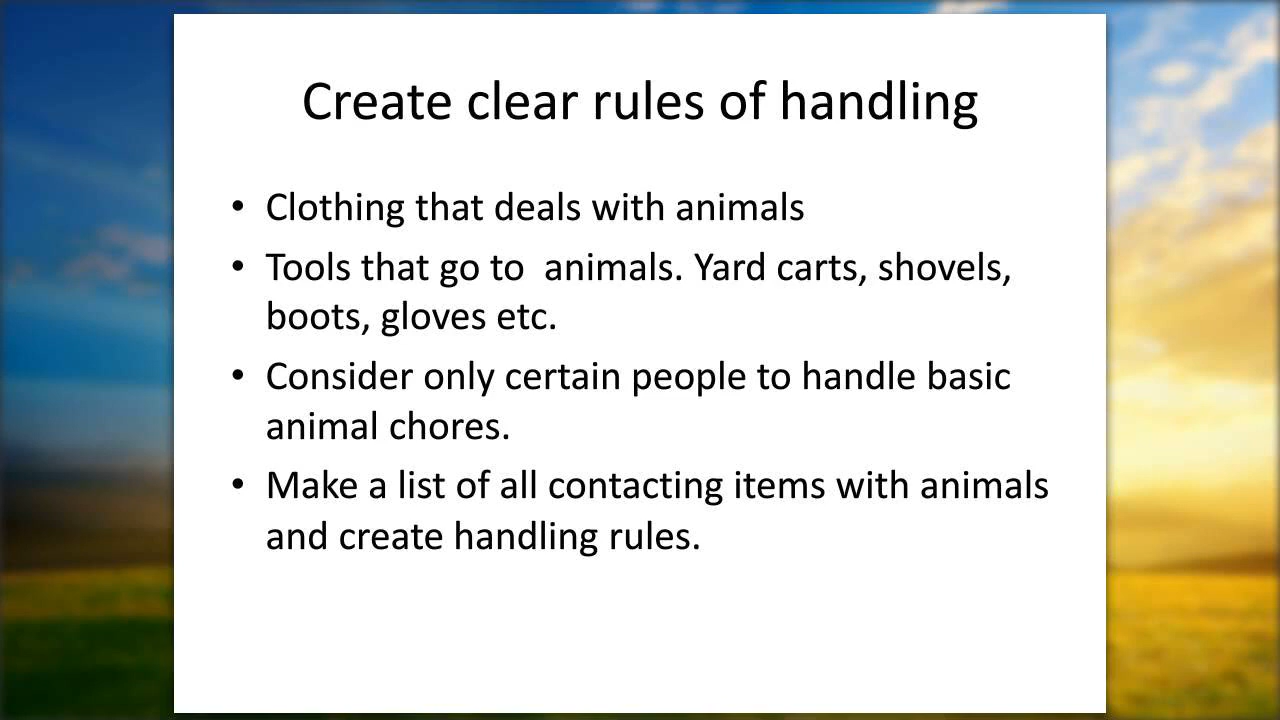 Create clear rules of handling
• Clothing that deals with animals
• Tools that go to  animals. Yard carts, shovels,
boots, gloves etc.
• Consider only certain people to handle basic
animal chores.
• Make a list of all contacting items with animals
and create handling rules.